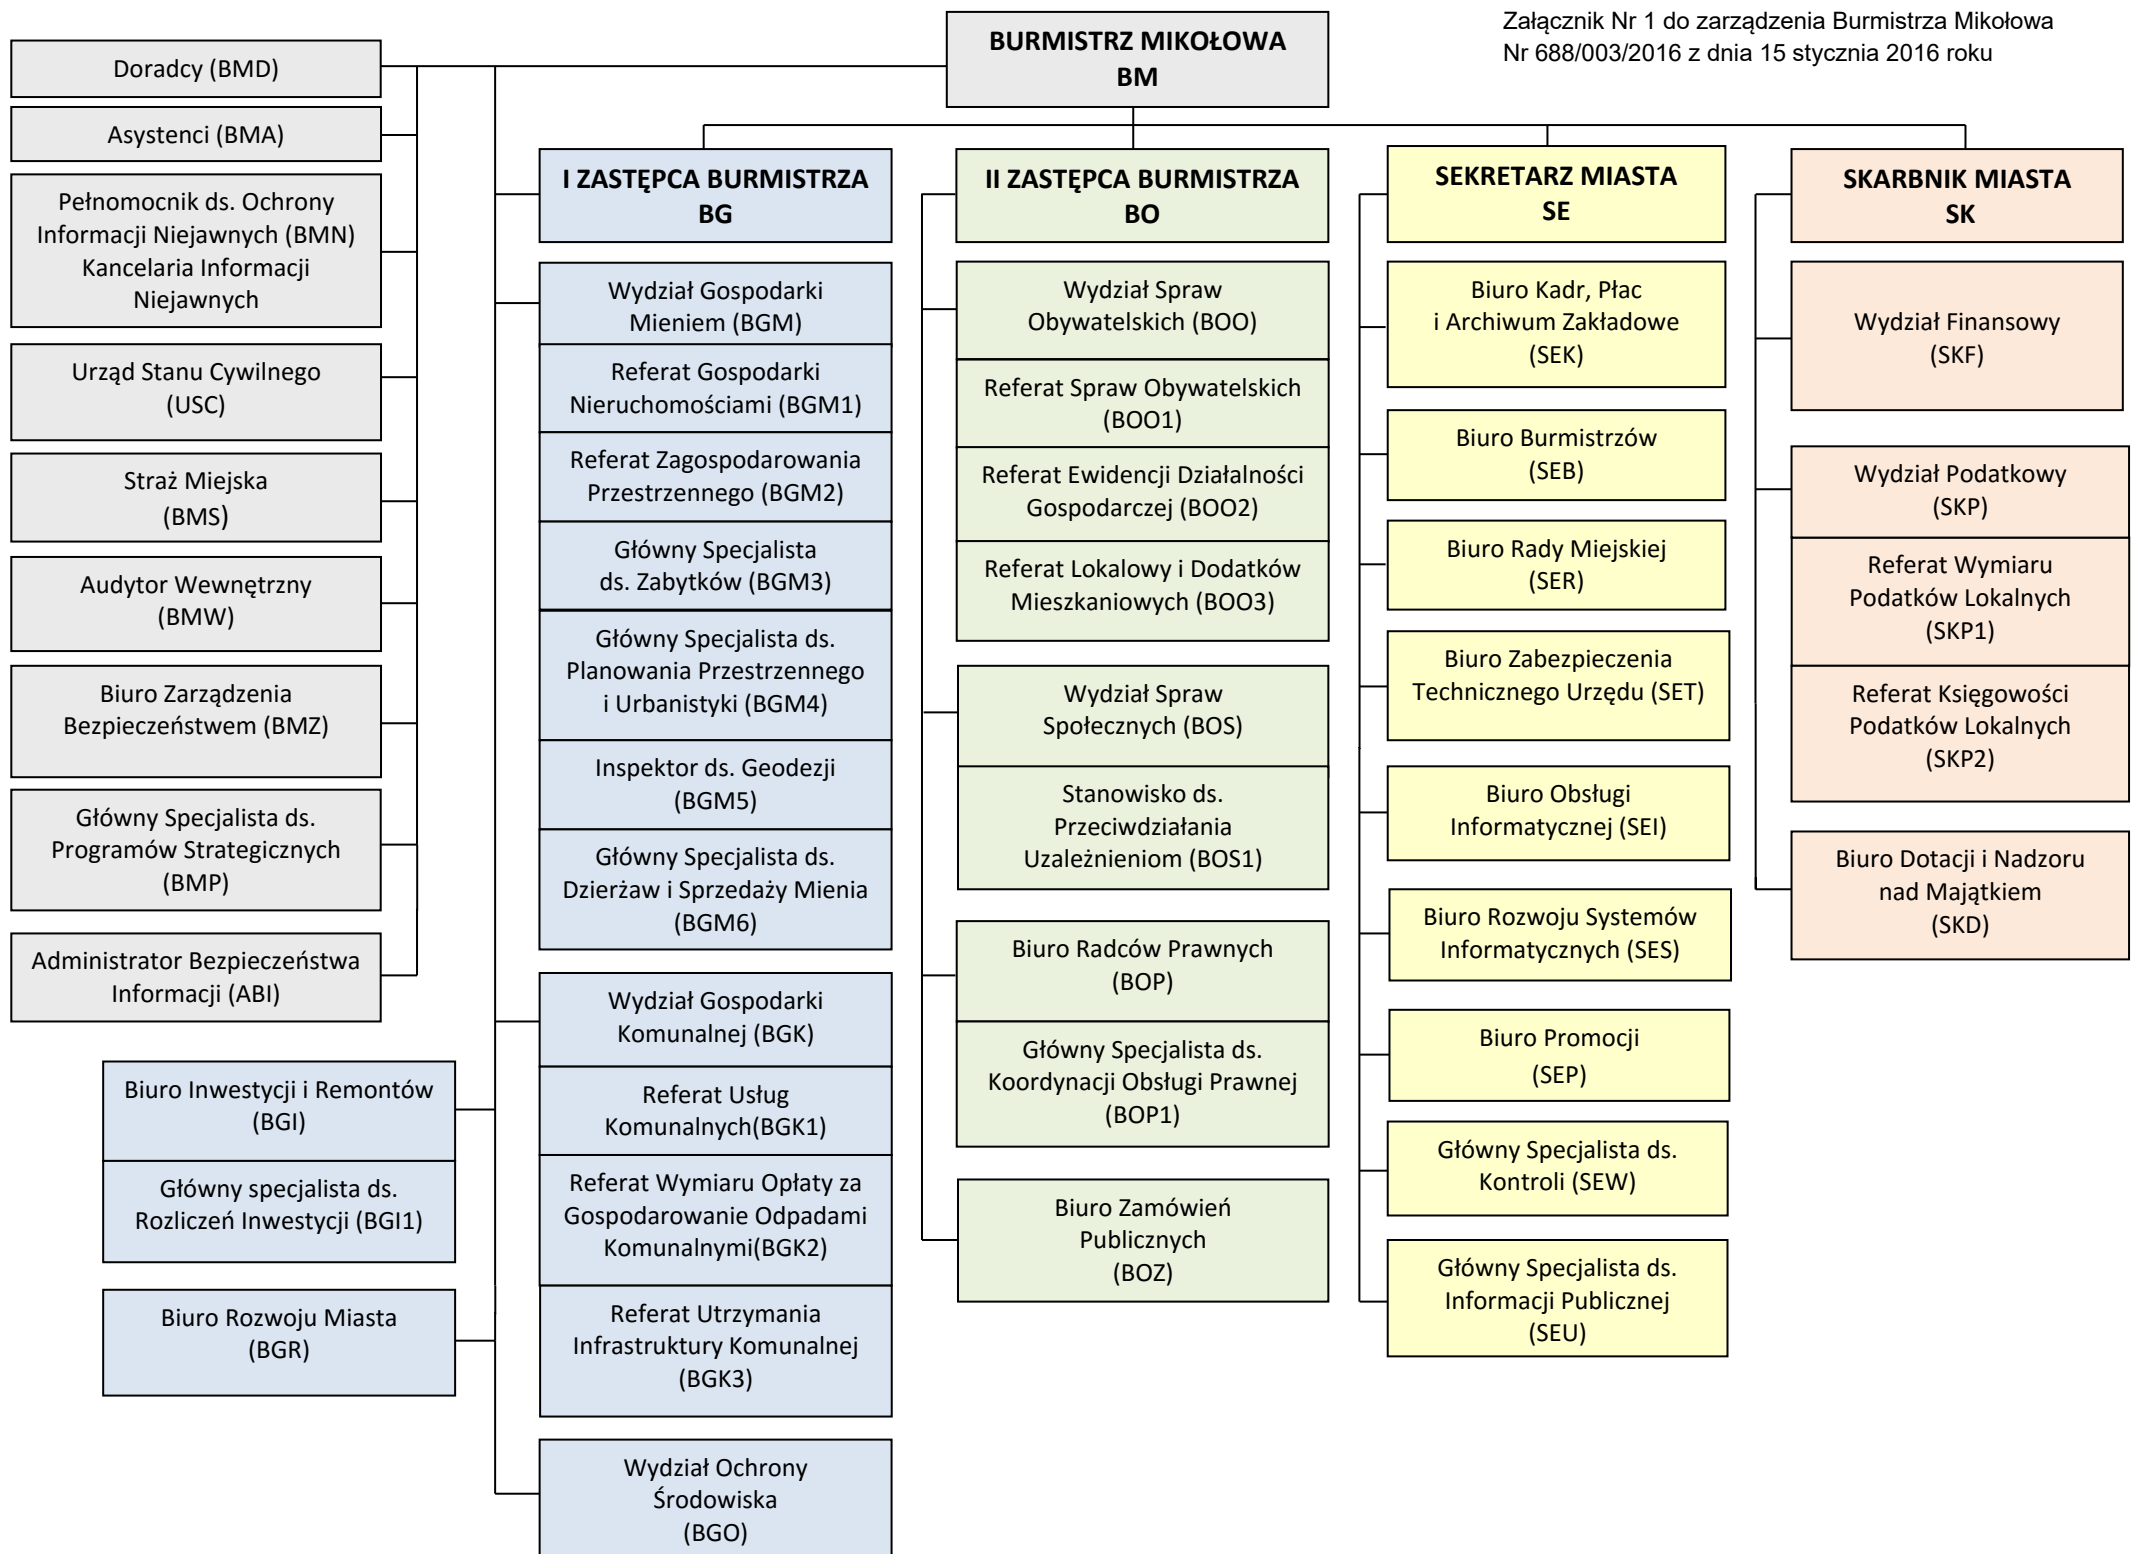 Załącznik Nr 1 do zarządzenia Burmistrza Mikołowa
Nr 688/003/2016 z dnia 15 stycznia 2016 roku
BURMISTRZ MIKOŁOWA
BM
Doradcy (BMD)
Asystenci (BMA)
Pełnomocnik ds. Ochrony
Informacji Niejawnych (BMN)
Kancelaria Informacji
Niejawnych
Urząd Stanu Cywilnego
(USC)
Straż Miejska
(BMS)
Audytor Wewnętrzny
(BMW)
Biuro Zarządzenia
Bezpieczeństwem (BMZ)
Główny Specjalista ds.
Programów Strategicznych
(BMP)
Administrator Bezpieczeństwa
Informacji (ABI)
Biuro Inwestycji i Remontów
(BGI)
Główny specjalista ds.
Rozliczeń Inwestycji (BGI1)
Biuro Rozwoju Miasta
(BGR)
I ZASTĘPCA BURMISTRZA
BG
Wydział Gospodarki
Mieniem (BGM)
Referat Gospodarki
Nieruchomościami (BGM1)
Referat Zagospodarowania
Przestrzennego (BGM2)
Główny Specjalista
ds. Zabytków (BGM3)
Główny Specjalista ds.
Planowania Przestrzennego
i Urbanistyki (BGM4)
Inspektor ds. Geodezji
(BGM5)
Główny Specjalista ds.
Dzierżaw i Sprzedaży Mienia
(BGM6)
Wydział Gospodarki
Komunalnej (BGK)
Referat Usług
Komunalnych(BGK1)
Referat Wymiaru Opłaty za
Gospodarowanie Odpadami
Komunalnymi(BGK2)
Referat Utrzymania
Infrastruktury Komunalnej
(BGK3)
Wydział Ochrony
Środowiska
(BGO)
II ZASTĘPCA BURMISTRZA
BO
Wydział Spraw
Obywatelskich (BOO)
Referat Spraw Obywatelskich
(BOO1)
Referat Ewidencji Działalności
Gospodarczej (BOO2)
Referat Lokalowy i Dodatków
Mieszkaniowych (BOO3)
Wydział Spraw
Społecznych (BOS)
Stanowisko ds.
Przeciwdziałania
Uzależnieniom (BOS1)
Biuro Radców Prawnych
(BOP)
Główny Specjalista ds.
Koordynacji Obsługi Prawnej
(BOP1)
Biuro Zamówień
Publicznych
(BOZ)
SEKRETARZ MIASTA
SE
Biuro Kadr, Płac
i Archiwum Zakładowe
(SEK)
Biuro Burmistrzów
(SEB)
Biuro Rady Miejskiej
(SER)
Biuro Zabezpieczenia
Technicznego Urzędu (SET)
Biuro Obsługi
Informatycznej (SEI)
Biuro Rozwoju Systemów
Informatycznych (SES)
Biuro Promocji
(SEP)
Główny Specjalista ds.
Kontroli (SEW)
Główny Specjalista ds.
Informacji Publicznej
(SEU)
SKARBNIK MIASTA
SK
Wydział Finansowy
(SKF)
Wydział Podatkowy
(SKP)
Referat Wymiaru
Podatków Lokalnych
(SKP1)
Referat Księgowości
Podatków Lokalnych
(SKP2)
Biuro Dotacji i Nadzoru
nad Majątkiem
(SKD)